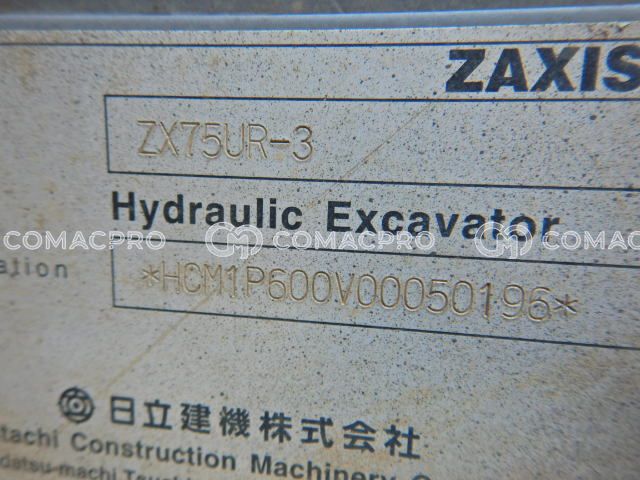 ZAXIS
ZX75UR-3
Hydraulic Excavator
COMACPRO COMACPRO COMACPRO
ation
*HCM1P600V00050196*
日立建機株式会社
tachi Construction Machinery C